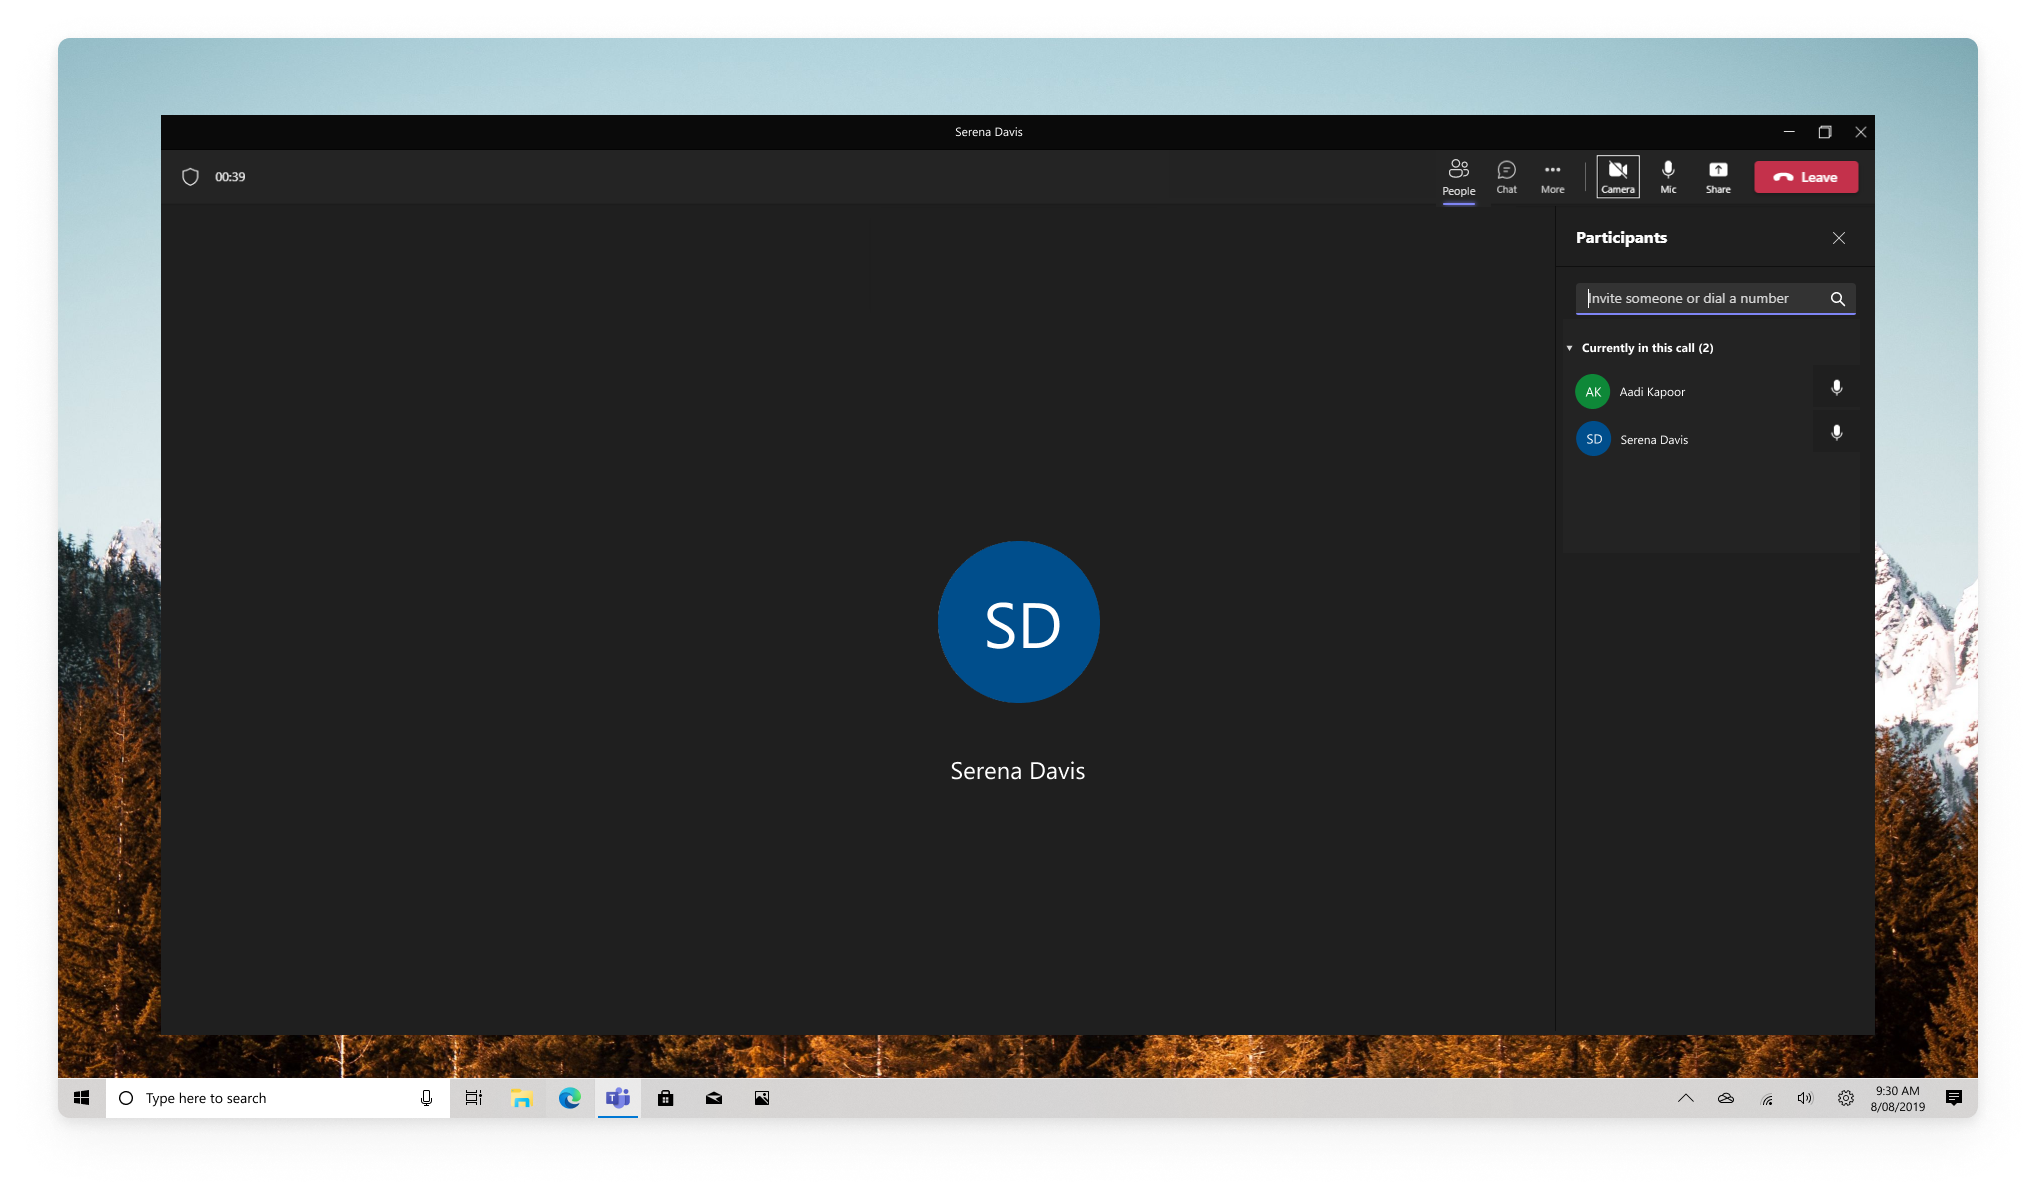 Serena Davis
00:39
People
Chat
More
Camera
Mic
Share
Leave
Participants
Invite someone or dial a number
Currently in this call (2)
AK
Aadi Kapoor
SD
Serena Davis
SD
Serena Davis
Type here to search
9:30 AM
8/08/2019